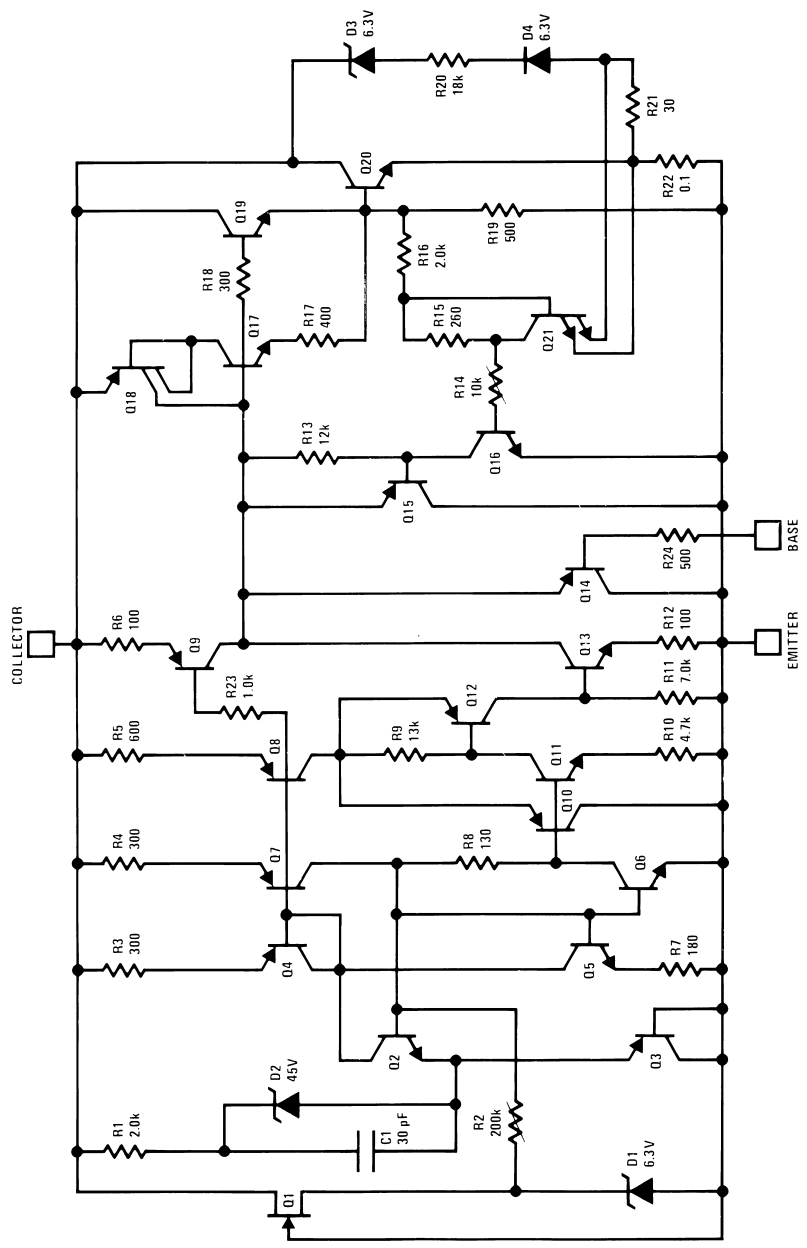 COLLECTOR
R1
2.0k
R3
300
R4
300
R5
600
R6
100
Q1
D2
45V
C1
30 pF
Q2
Q3
R2
200k
D1
6.3V
Q4
Q5
R7
180
Q7
R8
130
Q6
Q8
R23
1.0k
Q9
R9
13k
Q12
Q10
Q11
R10
4.7k
R11
7.0k
Q13
R12
100
Q14
R24
500
EMITTER
BASE
Q15
R13
12k
Q16
R14
10k
Q18
Q17
R17
400
R18
300
Q19
R15
260
R16
2.0k
Q21
R19
500
Q20
D3
6.3V
R20
18k
D4
6.3V
R21
30
R22
0.1